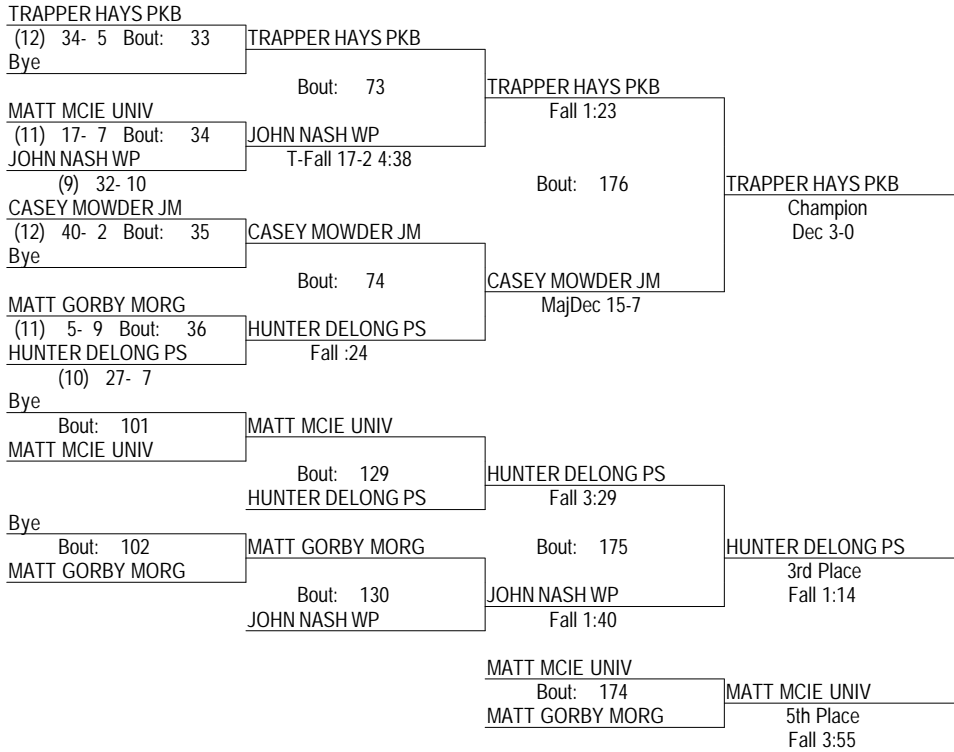 TRAPPER HAYS PKB
(12) 34- 5 Bout: 33
Bye
TRAPPER HAYS PKB
Bout: 73
TRAPPER HAYS PKB
Fall 1:23
MATT MCIE UNIV
(11) 17- 7 Bout: 34
JOHN NASH WP
(9) 32- 10
JOHN NASH WP
T-Fall 17-2 4:38
Bout: 176
TRAPPER HAYS PKB
Champion
Dec 3-0
CASEY MOWDER JM
(12) 40- 2 Bout: 35
Bye
CASEY MOWDER JM
Bout: 74
CASEY MOWDER JM
MajDec 15-7
MATT GORBY MORG
(11) 5- 9 Bout: 36
HUNTER DELONG PS
(10) 27- 7
HUNTER DELONG PS
Fall :24
Bye
Bout: 101
MATT MCIE UNIV
MATT MCIE UNIV
Bout: 129
HUNTER DELONG PS
HUNTER DELONG PS
Fall 3:29
Bye
Bout: 102
MATT GORBY MORG
MATT GORBY MORG
Bout: 130
JOHN NASH WP
Bout: 175
JOHN NASH WP
Fall 1:40
HUNTER DELONG PS
3rd Place
Fall 1:14
MATT MCIE UNIV
Bout: 174
MATT GORBY MORG
MATT MCIE UNIV
5th Place
Fall 3:55